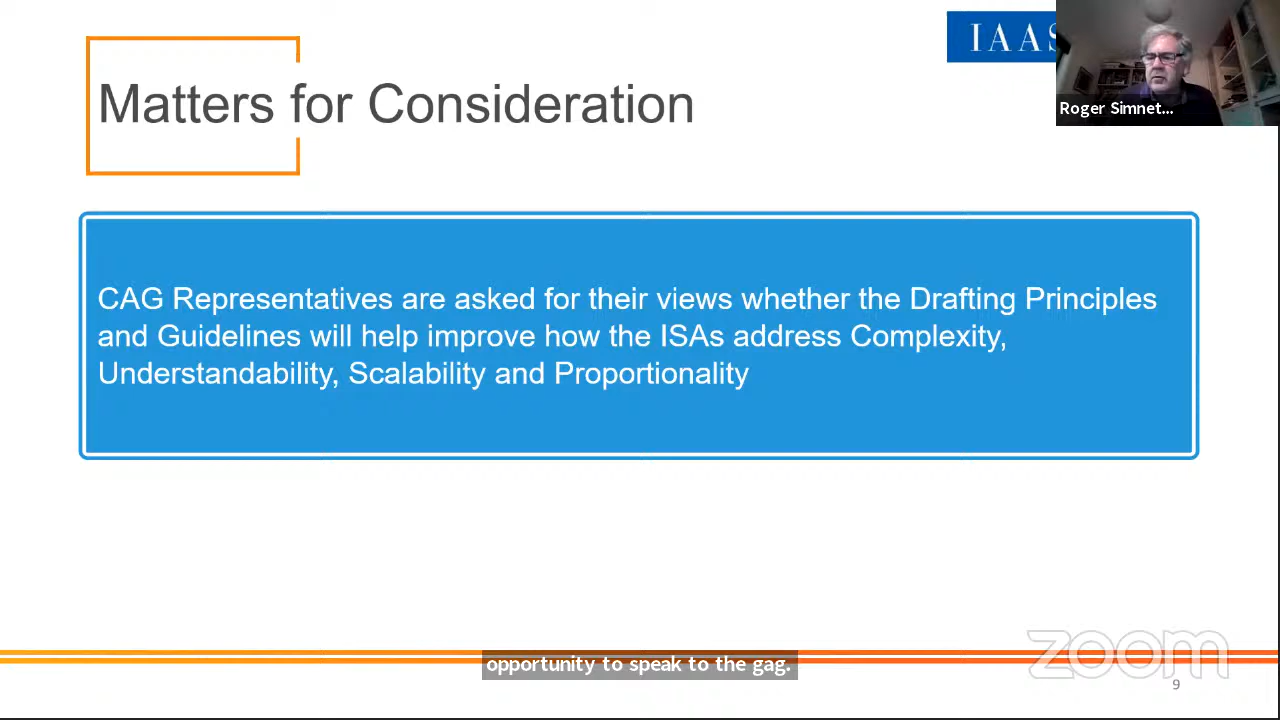 IAAS
Roger Simnet...
Matters for Consideration
CAG Representatives are asked for their views whether the Drafting Principles
and Guidelines will help improve how the ISAs address Complexity,
Understandability, Scalability and Proportionality
opportunity to speak to the gag.
zoom
9